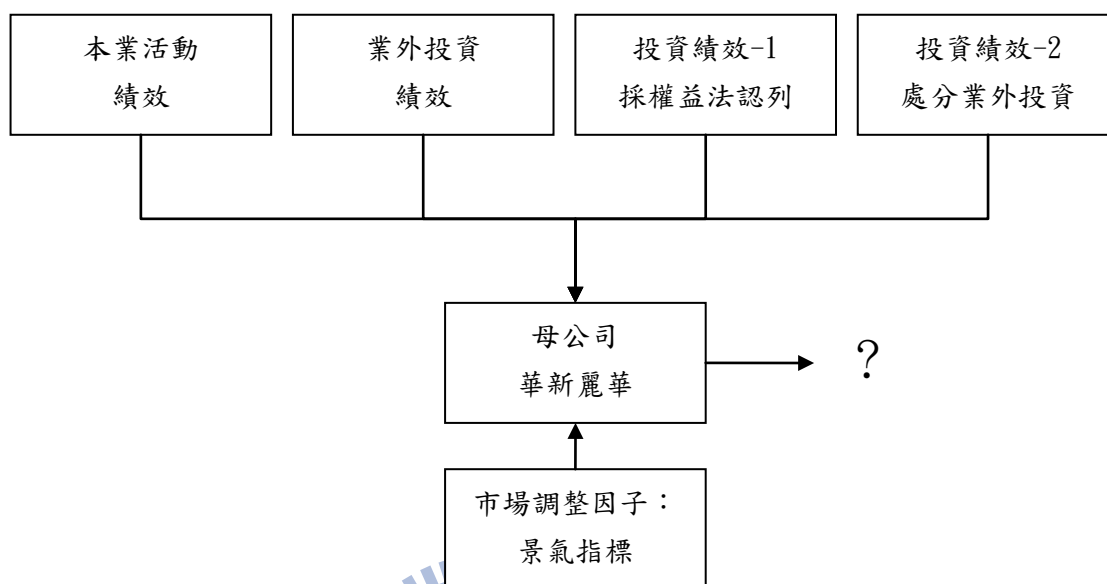 本業活動
績效
業外投資
績效
投資績效-1
採權益法認列
投資績效-2
處分業外投資
母公司
華新麗華
?
市場調整因子：
景氣指標